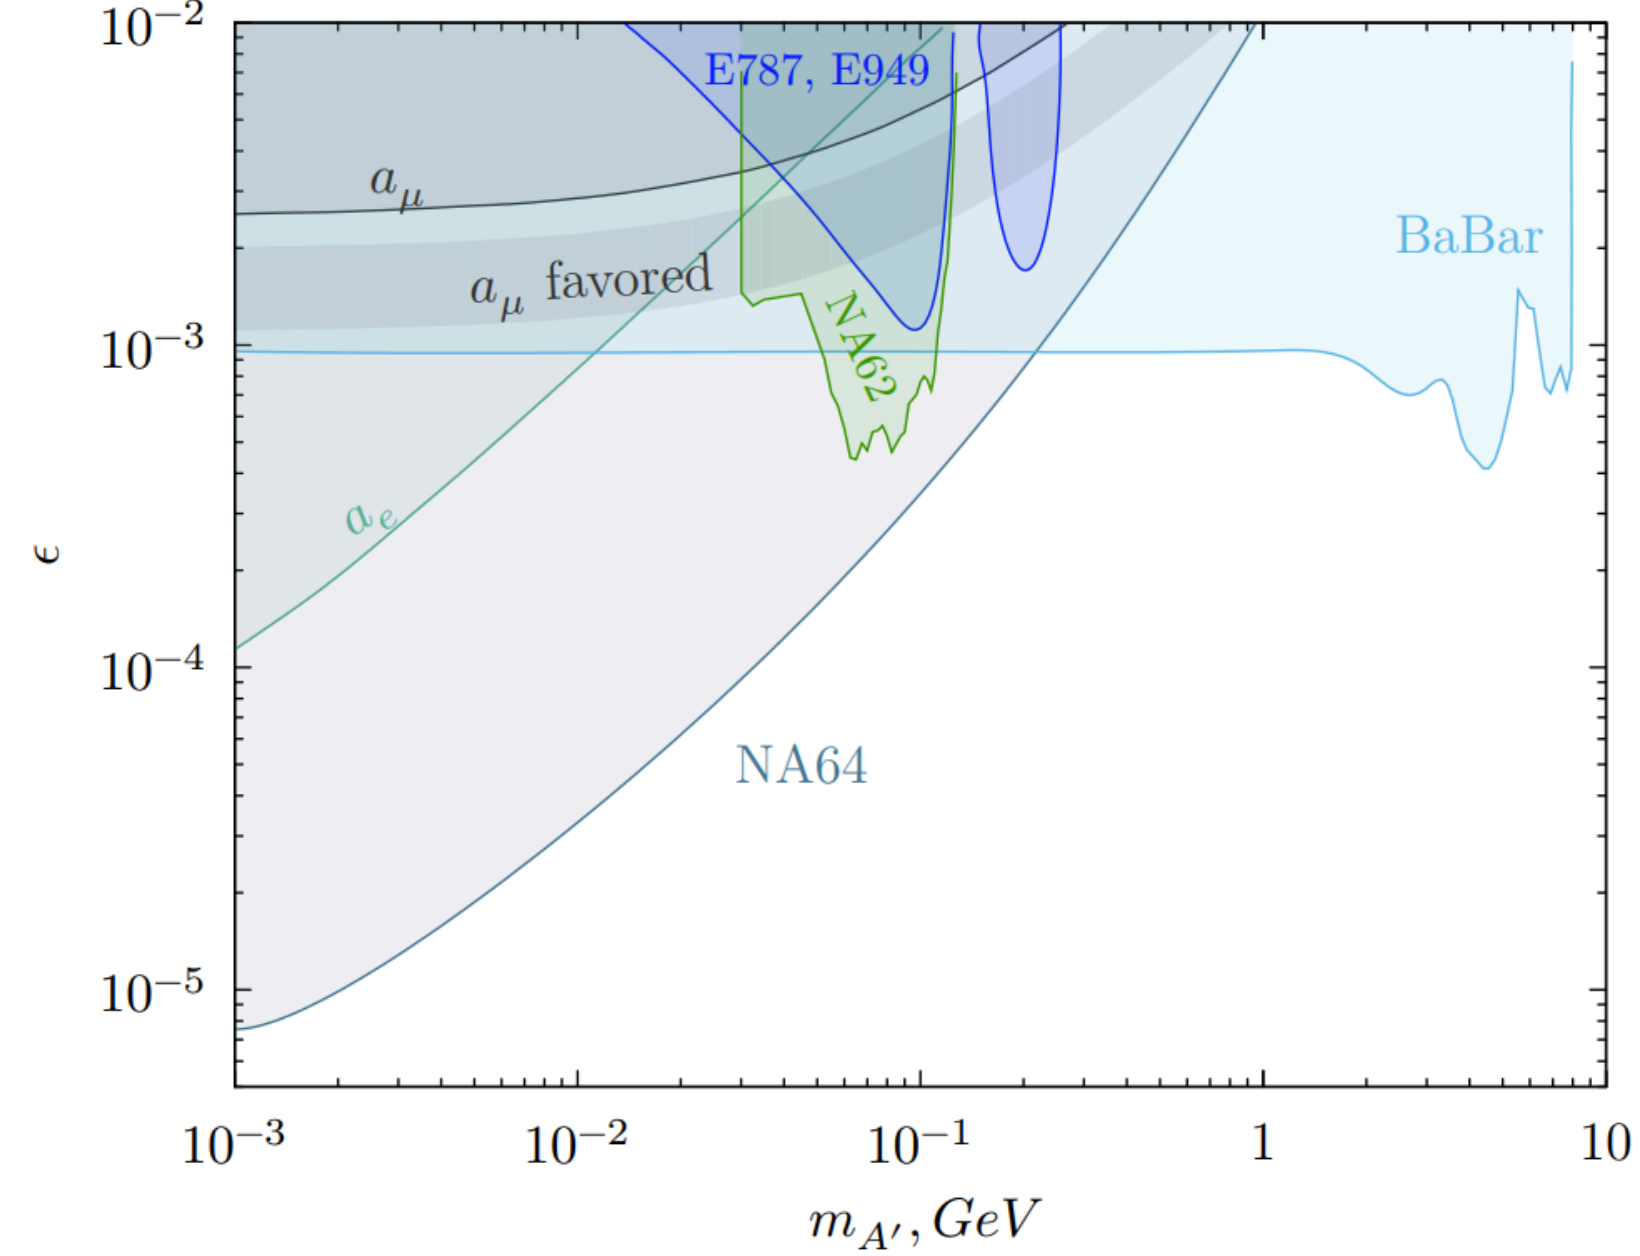 10⁻²
E787, E949
a_μ
BaBar
a_μ favored
NA62
10⁻³
a_e
ϵ
10⁻⁴
NA64
10⁻⁵
10⁻³ 10⁻² 10⁻¹ 1 10
m_A′, GeV